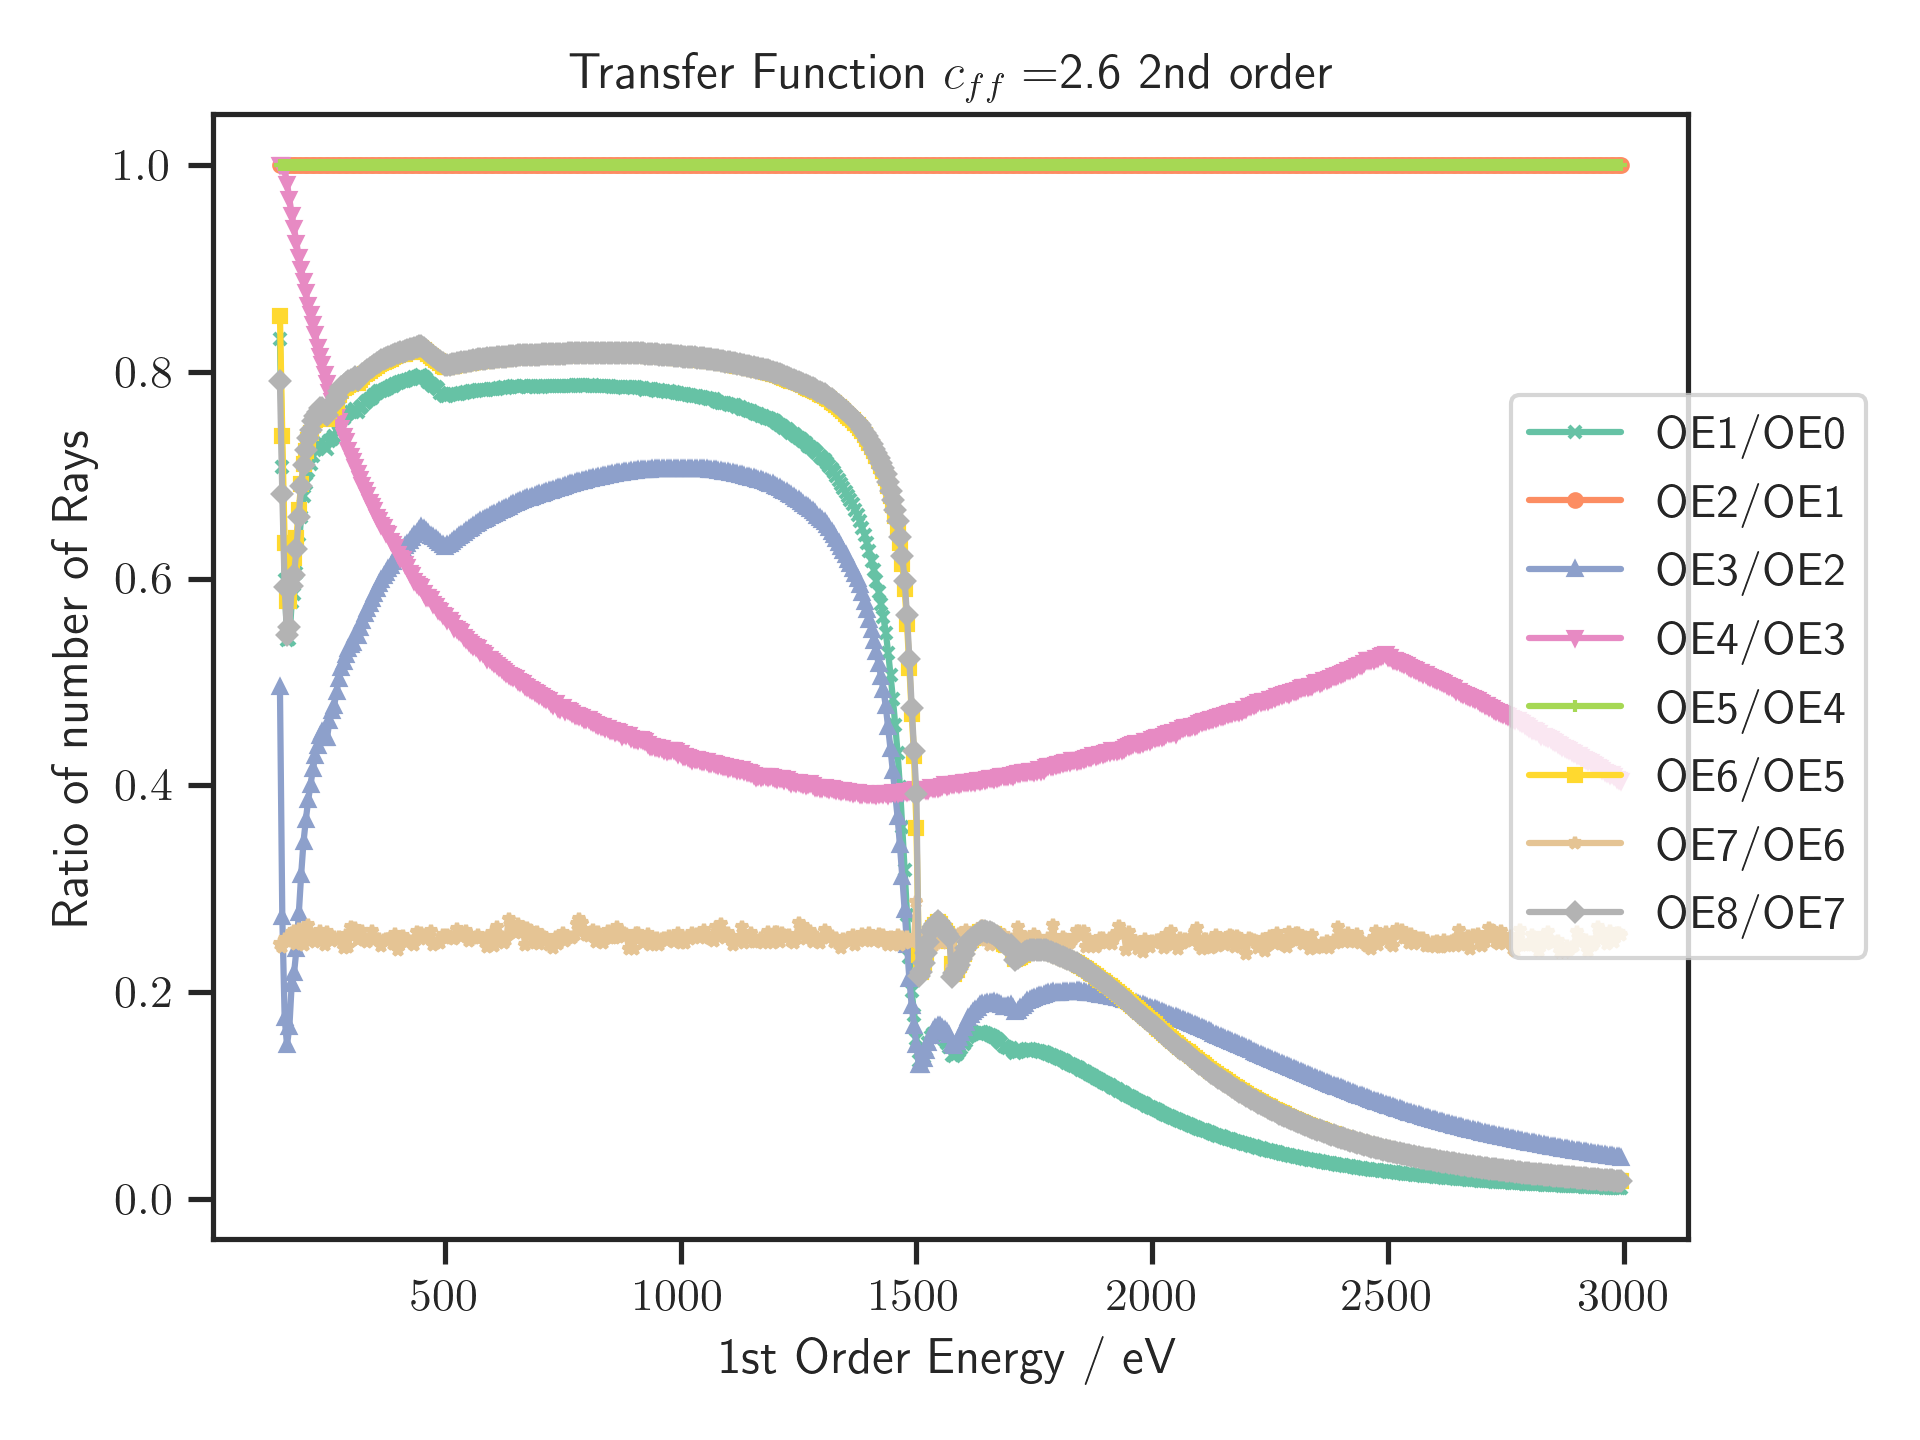 Transfer Function c_ff =2.6 2nd order
Ratio of number of Rays
1.0
0.8
0.6
0.4
0.2
0.0
500 1000 1500 2000 2500 3000
1st Order Energy / eV
OE1/OE0
OE2/OE1
OE3/OE2
OE4/OE3
OE5/OE4
OE6/OE5
OE7/OE6
OE8/OE7